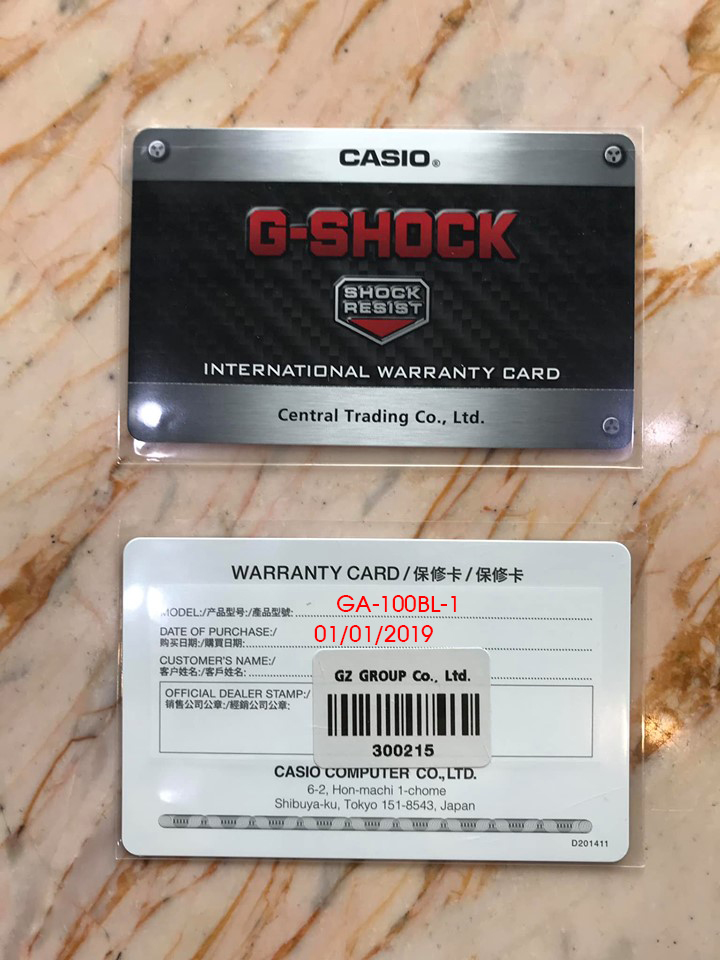 CASIO®
G-SHOCK
SHOCK
RESIST
INTERNATIONAL WARRANTY CARD
Central Trading Co., Ltd.
WARRANTY CARD/保修卡/保修卡
MODEL:/产品型号:/產品型號: GA-100BL-1
DATE OF PURCHASE:/ 01/01/2019
购买日期:/購買日期:
CUSTOMER'S NAME:/
客户姓名:/客戶姓名:
OFFICIAL DEALER STAMP:/
销售公司公章:/經銷公司公章:
GZ GROUP Co., Ltd.
300215
CASIO COMPUTER CO.,LTD.
6-2, Hon-machi 1-chome
Shibuya-ku, Tokyo 151-8543, Japan
D201411